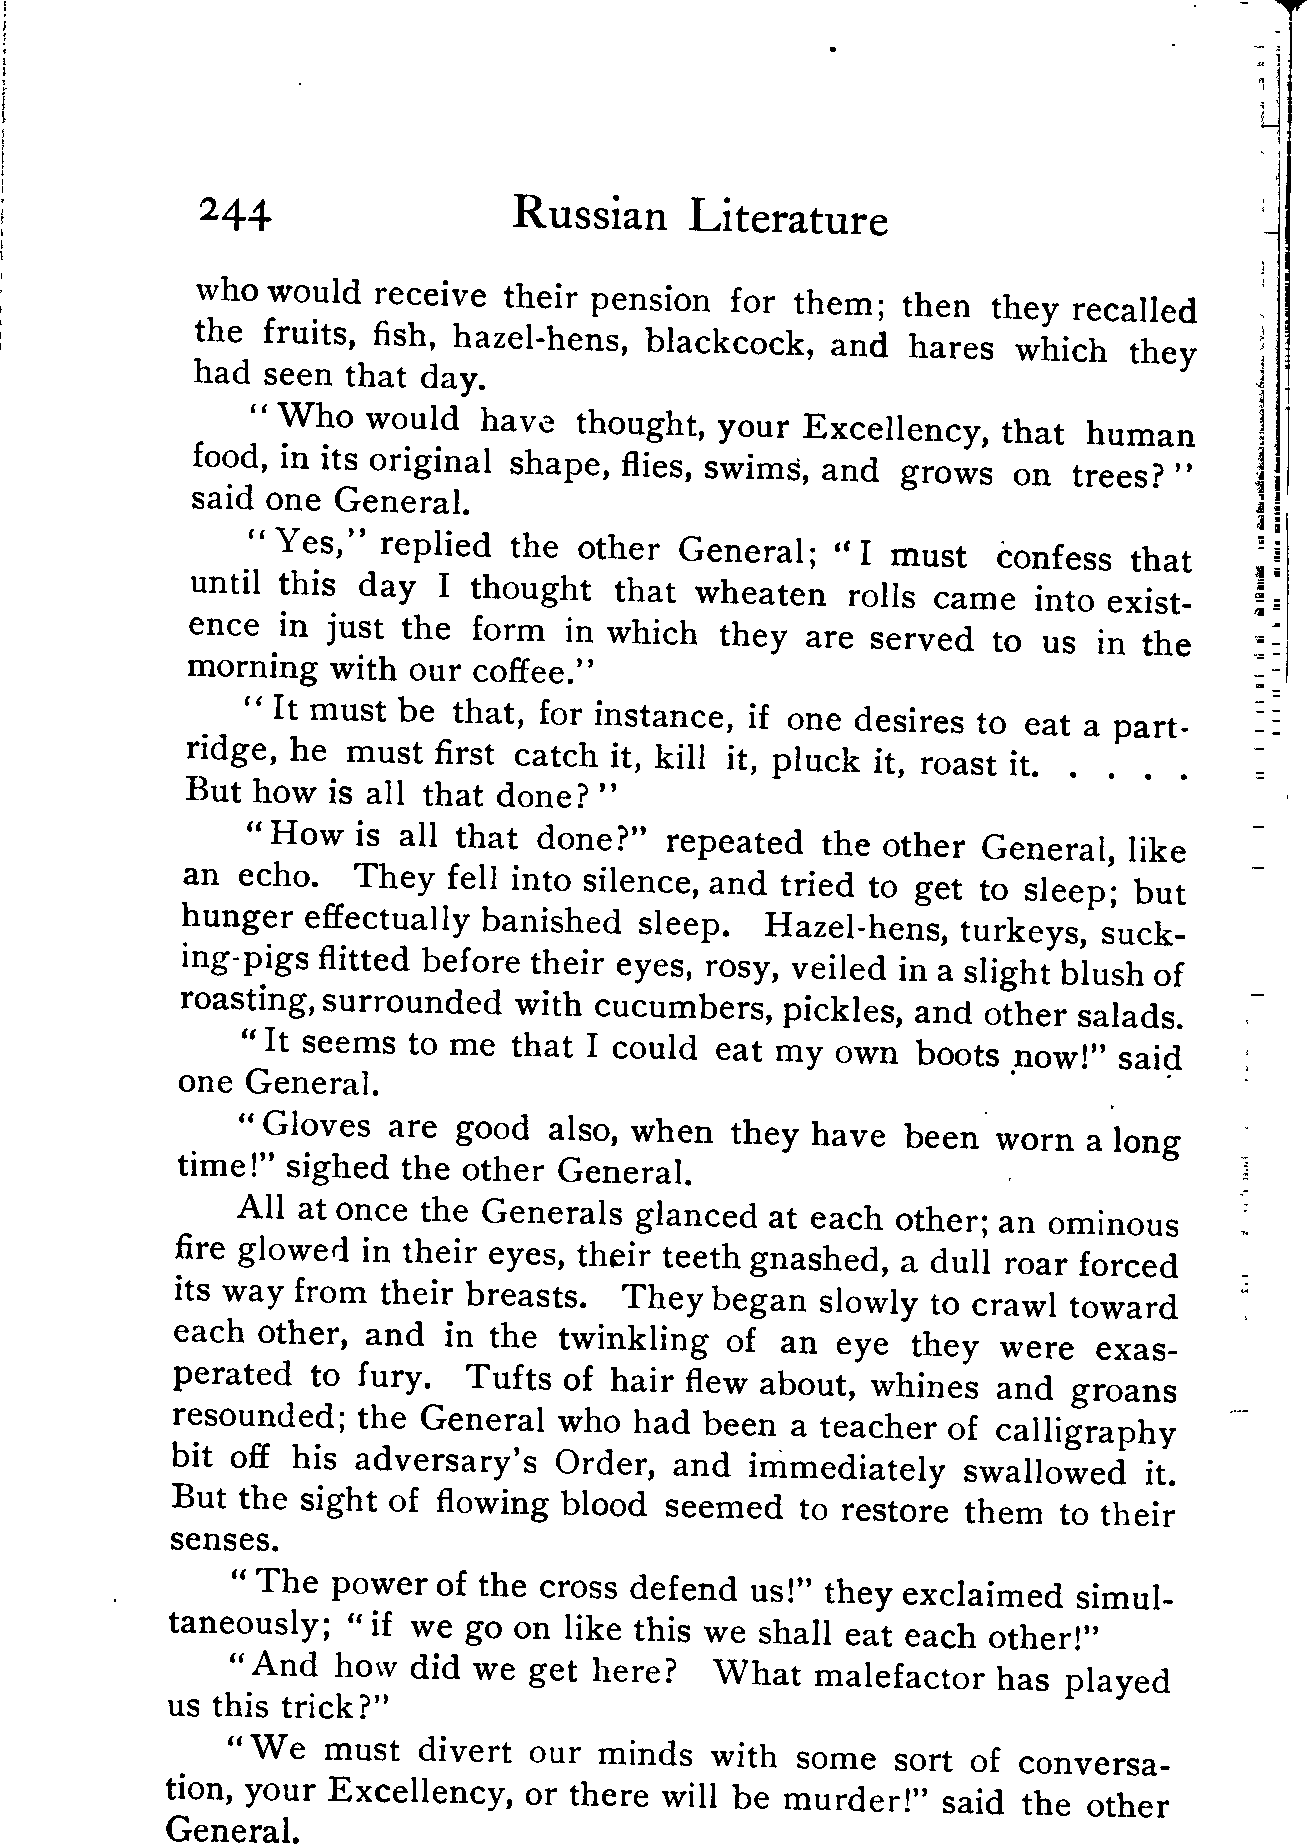 244 Russian Literature
who would receive their pension for them; then they recalled
the fruits, fish, hazel-hens, blackcock, and hares which they
had seen that day.
"Who would have thought, your Excellency, that human
food, in its original shape, flies, swims, and grows on trees?"
said one General.
"Yes," replied the other General; "I must confess that
until this day I thought that wheaten rolls came into exist-
ence in just the form in which they are served to us in the
morning with our coffee."
"It must be that, for instance, if one desires to eat a part-
ridge, he must first catch it, kill it, pluck it, roast it. . . . .
But how is all that done?"
"How is all that done?" repeated the other General, like
an echo. They fell into silence, and tried to get to sleep; but
hunger effectually banished sleep. Hazel-hens, turkeys, suck-
ing-pigs flitted before their eyes, rosy, veiled in a slight blush of
roasting, surrounded with cucumbers, pickles, and other salads.
"It seems to me that I could eat my own boots now!" said
one General.
"Gloves are good also, when they have been worn a long
time!" sighed the other General.
All at once the Generals glanced at each other; an ominous
fire glowed in their eyes, their teeth gnashed, a dull roar forced
its way from their breasts. They began slowly to crawl toward
each other, and in the twinkling of an eye they were exas-
perated to fury. Tufts of hair flew about, whines and groans
resounded; the General who had been a teacher of calligraphy
bit off his adversary's Order, and immediately swallowed it.
But the sight of flowing blood seemed to restore them to their
senses.
"The power of the cross defend us!" they exclaimed simul-
taneously; "if we go on like this we shall eat each other!"
"And how did we get here? What malefactor has played
us this trick?"
"We must divert our minds with some sort of conversa-
tion, your Excellency, or there will be murder!" said the other
General.